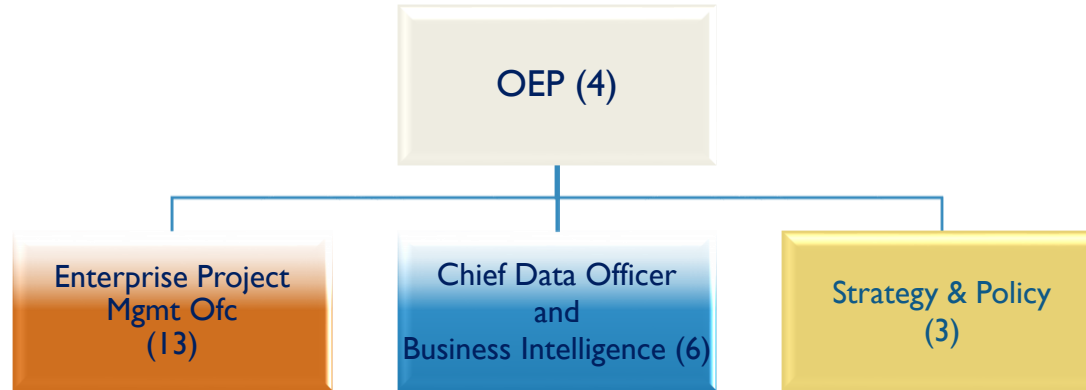 OEP (4)
Enterprise Project
Mgmt Ofc
(13)
Chief Data Officer
and
Business Intelligence (6)
Strategy & Policy
(3)